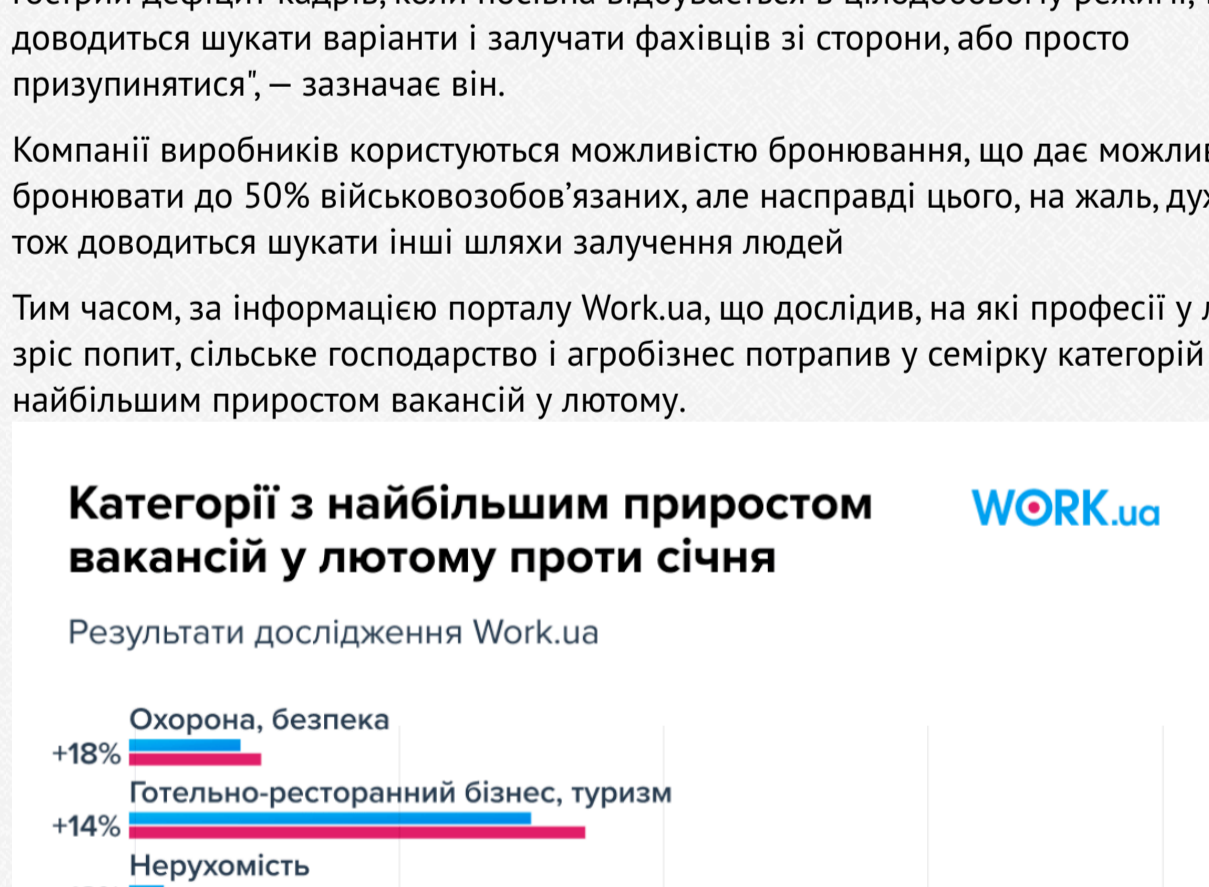 доводиться шукати варіанти і залучати фахівців зі сторони, або просто
призупинятися", — зазначає він.
Компанії виробників користуються можливістю бронювання, що дає
бронювати до 50% військовозобов’язаних, але насправді цього, на жаль,
тож доводиться шукати інші шляхи залучення людей
Тим часом, за інформацією порталу Work.ua, що дослідив, на які професії у
зріс попит, сільське господарство і агробізнес потрапив у семірку категорій
найбільшим приростом вакансій у лютому.
Категорії з найбільшим приростом
вакансій у лютому проти січня
WORK.ua
Результати дослідження Work.ua
Охорона, безпека
+18%
Готельно-ресторанний бізнес, туризм
+14%
Нерухомість